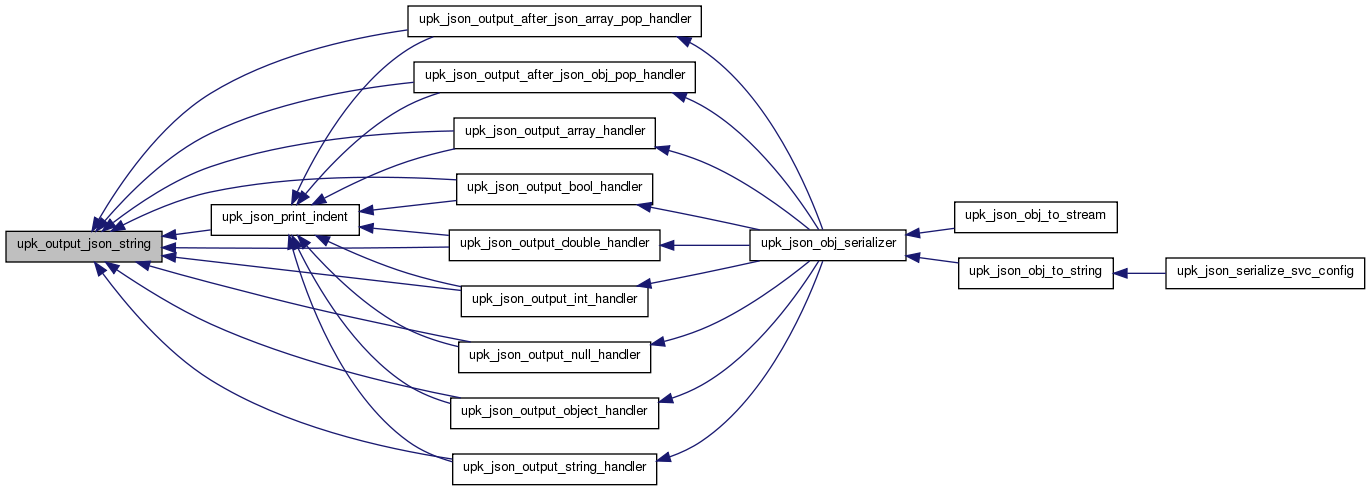 upk_json_output_after_json_array_pop_handler
upk_json_output_after_json_obj_pop_handler
upk_json_output_array_handler
upk_json_output_bool_handler
upk_json_print_indent
upk_json_obj_to_stream
upk_output_json_string
upk_json_output_double_handler
upk_json_obj_serializer
upk_json_obj_to_string
upk_json_serialize_svc_config
upk_json_output_int_handler
upk_json_output_null_handler
upk_json_output_object_handler
upk_json_output_string_handler